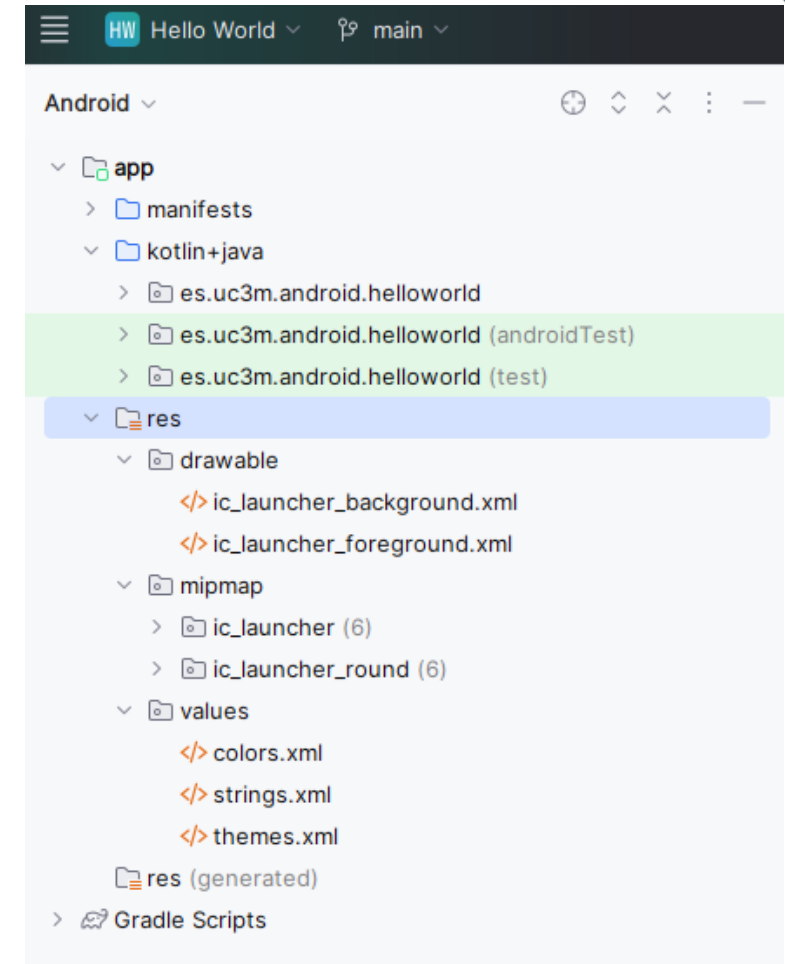 HW Hello World main
Android
app
manifests
kotlin+java
es.uc3m.android.helloworld
es.uc3m.android.helloworld (androidTest)
es.uc3m.android.helloworld (test)
res
drawable
</> ic_launcher_background.xml
</> ic_launcher_foreground.xml
mipmap
ic_launcher (6)
ic_launcher_round (6)
values
</> colors.xml
</> strings.xml
</> themes.xml
res (generated)
Gradle Scripts